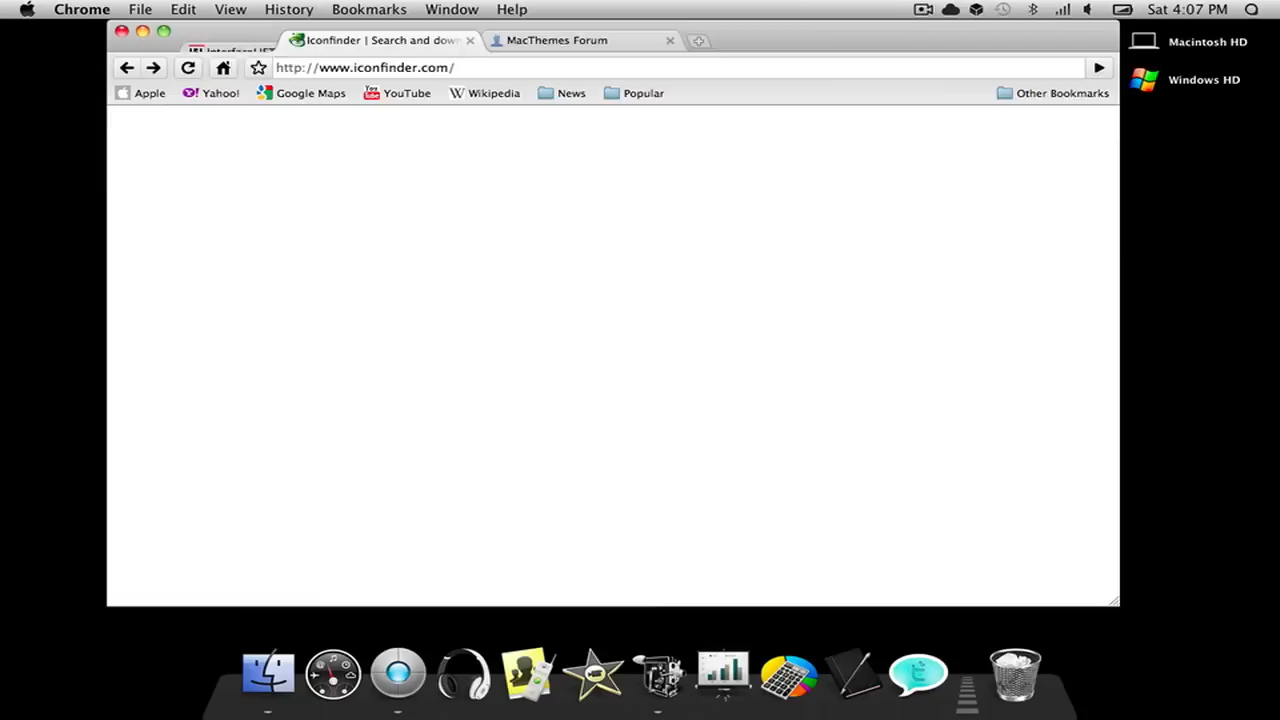 Chrome File Edit View History Bookmarks Window Help Sat 4:07 PM
Iconfinder | Search and dow MacThemes Forum
Macintosh HD
http://www.iconfinder.com/
Windows HD
Apple Yahoo! Google Maps YouTube Wikipedia News Popular Other Bookmarks